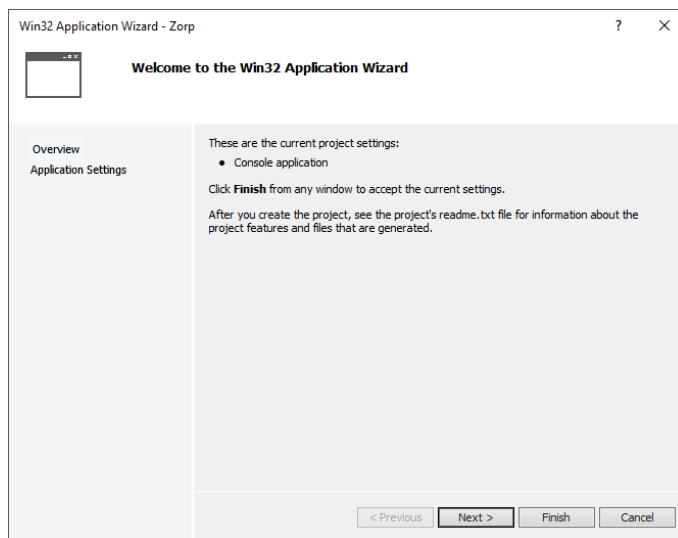 Win32 Application Wizard - Zorp
?
Welcome to the Win32 Application Wizard
Overview
Application Settings
These are the current project settings:
• Console application
Click Finish from any window to accept the current settings.
After you create the project, see the project's readme.txt file for information about the
project features and files that are generated.
< Previous
Next >
Finish
Cancel